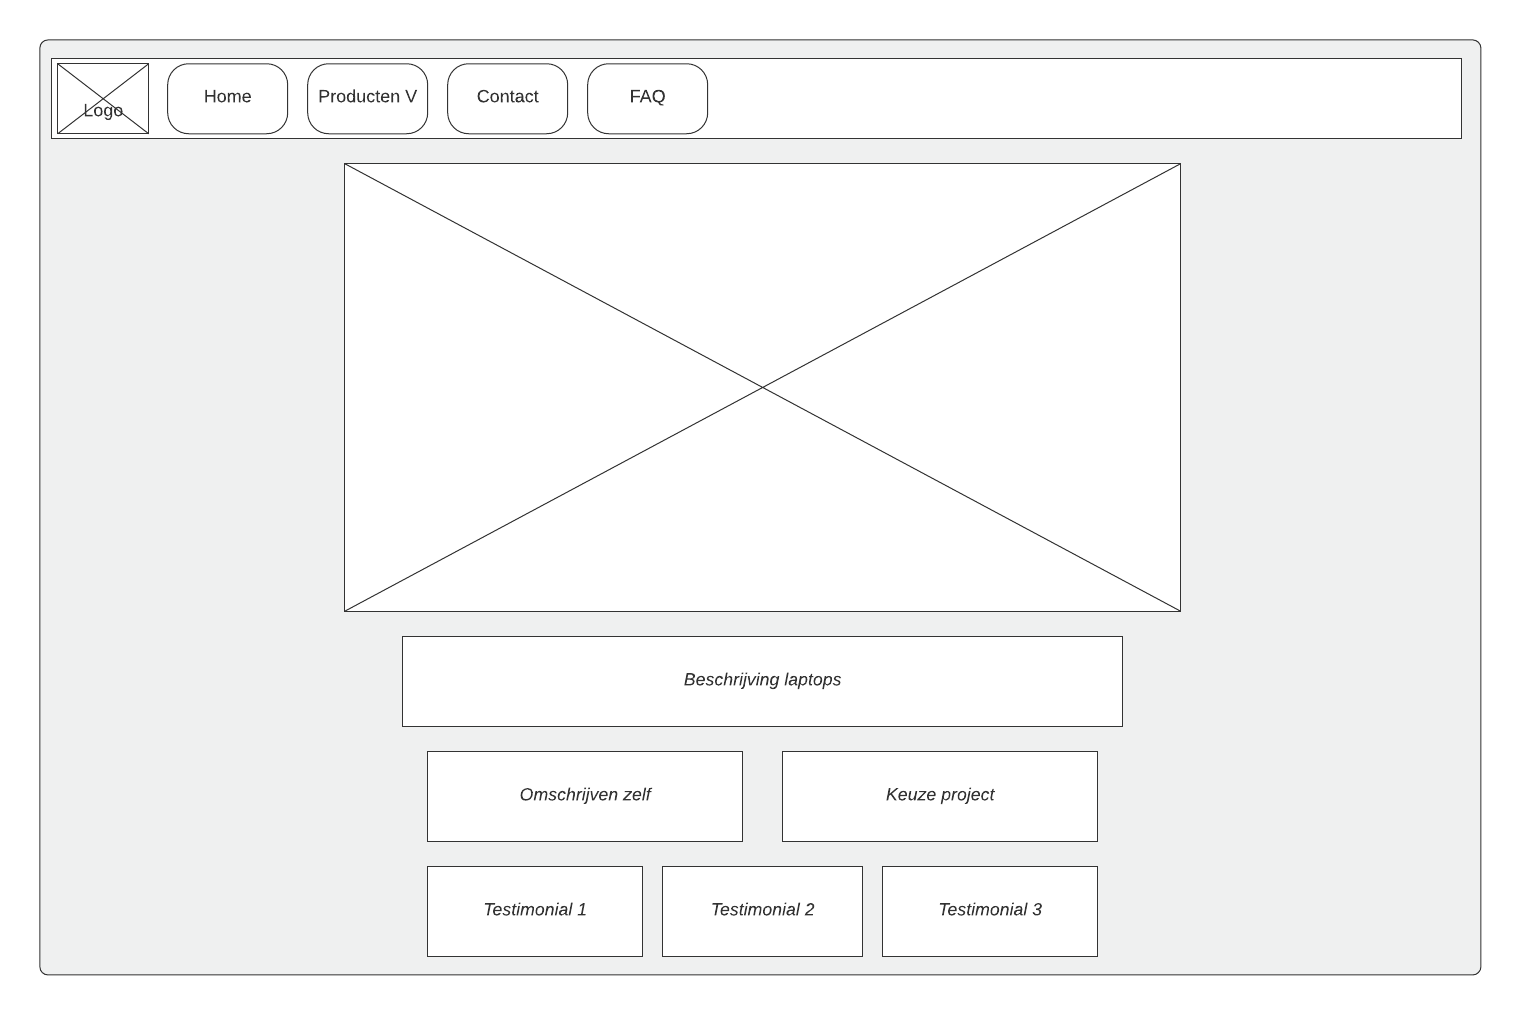 Logo
Home
Producten V
Contact
FAQ
Beschrijving laptops
Omschrijven zelf
Keuze project
Testimonial 1
Testimonial 2
Testimonial 3